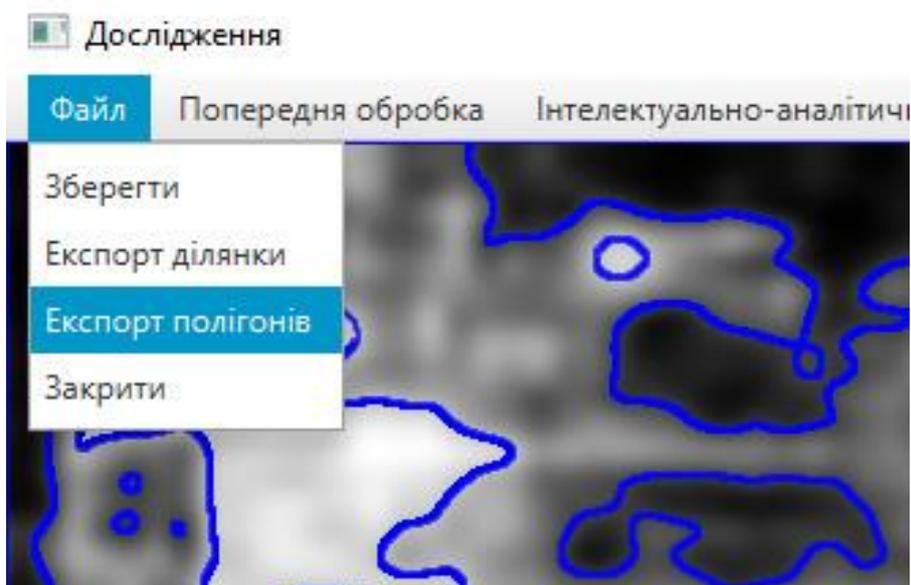 Дослідження
Файл Попередня обробка
Зберегти
Експорт ділянки
Експорт полігонів
Закрити